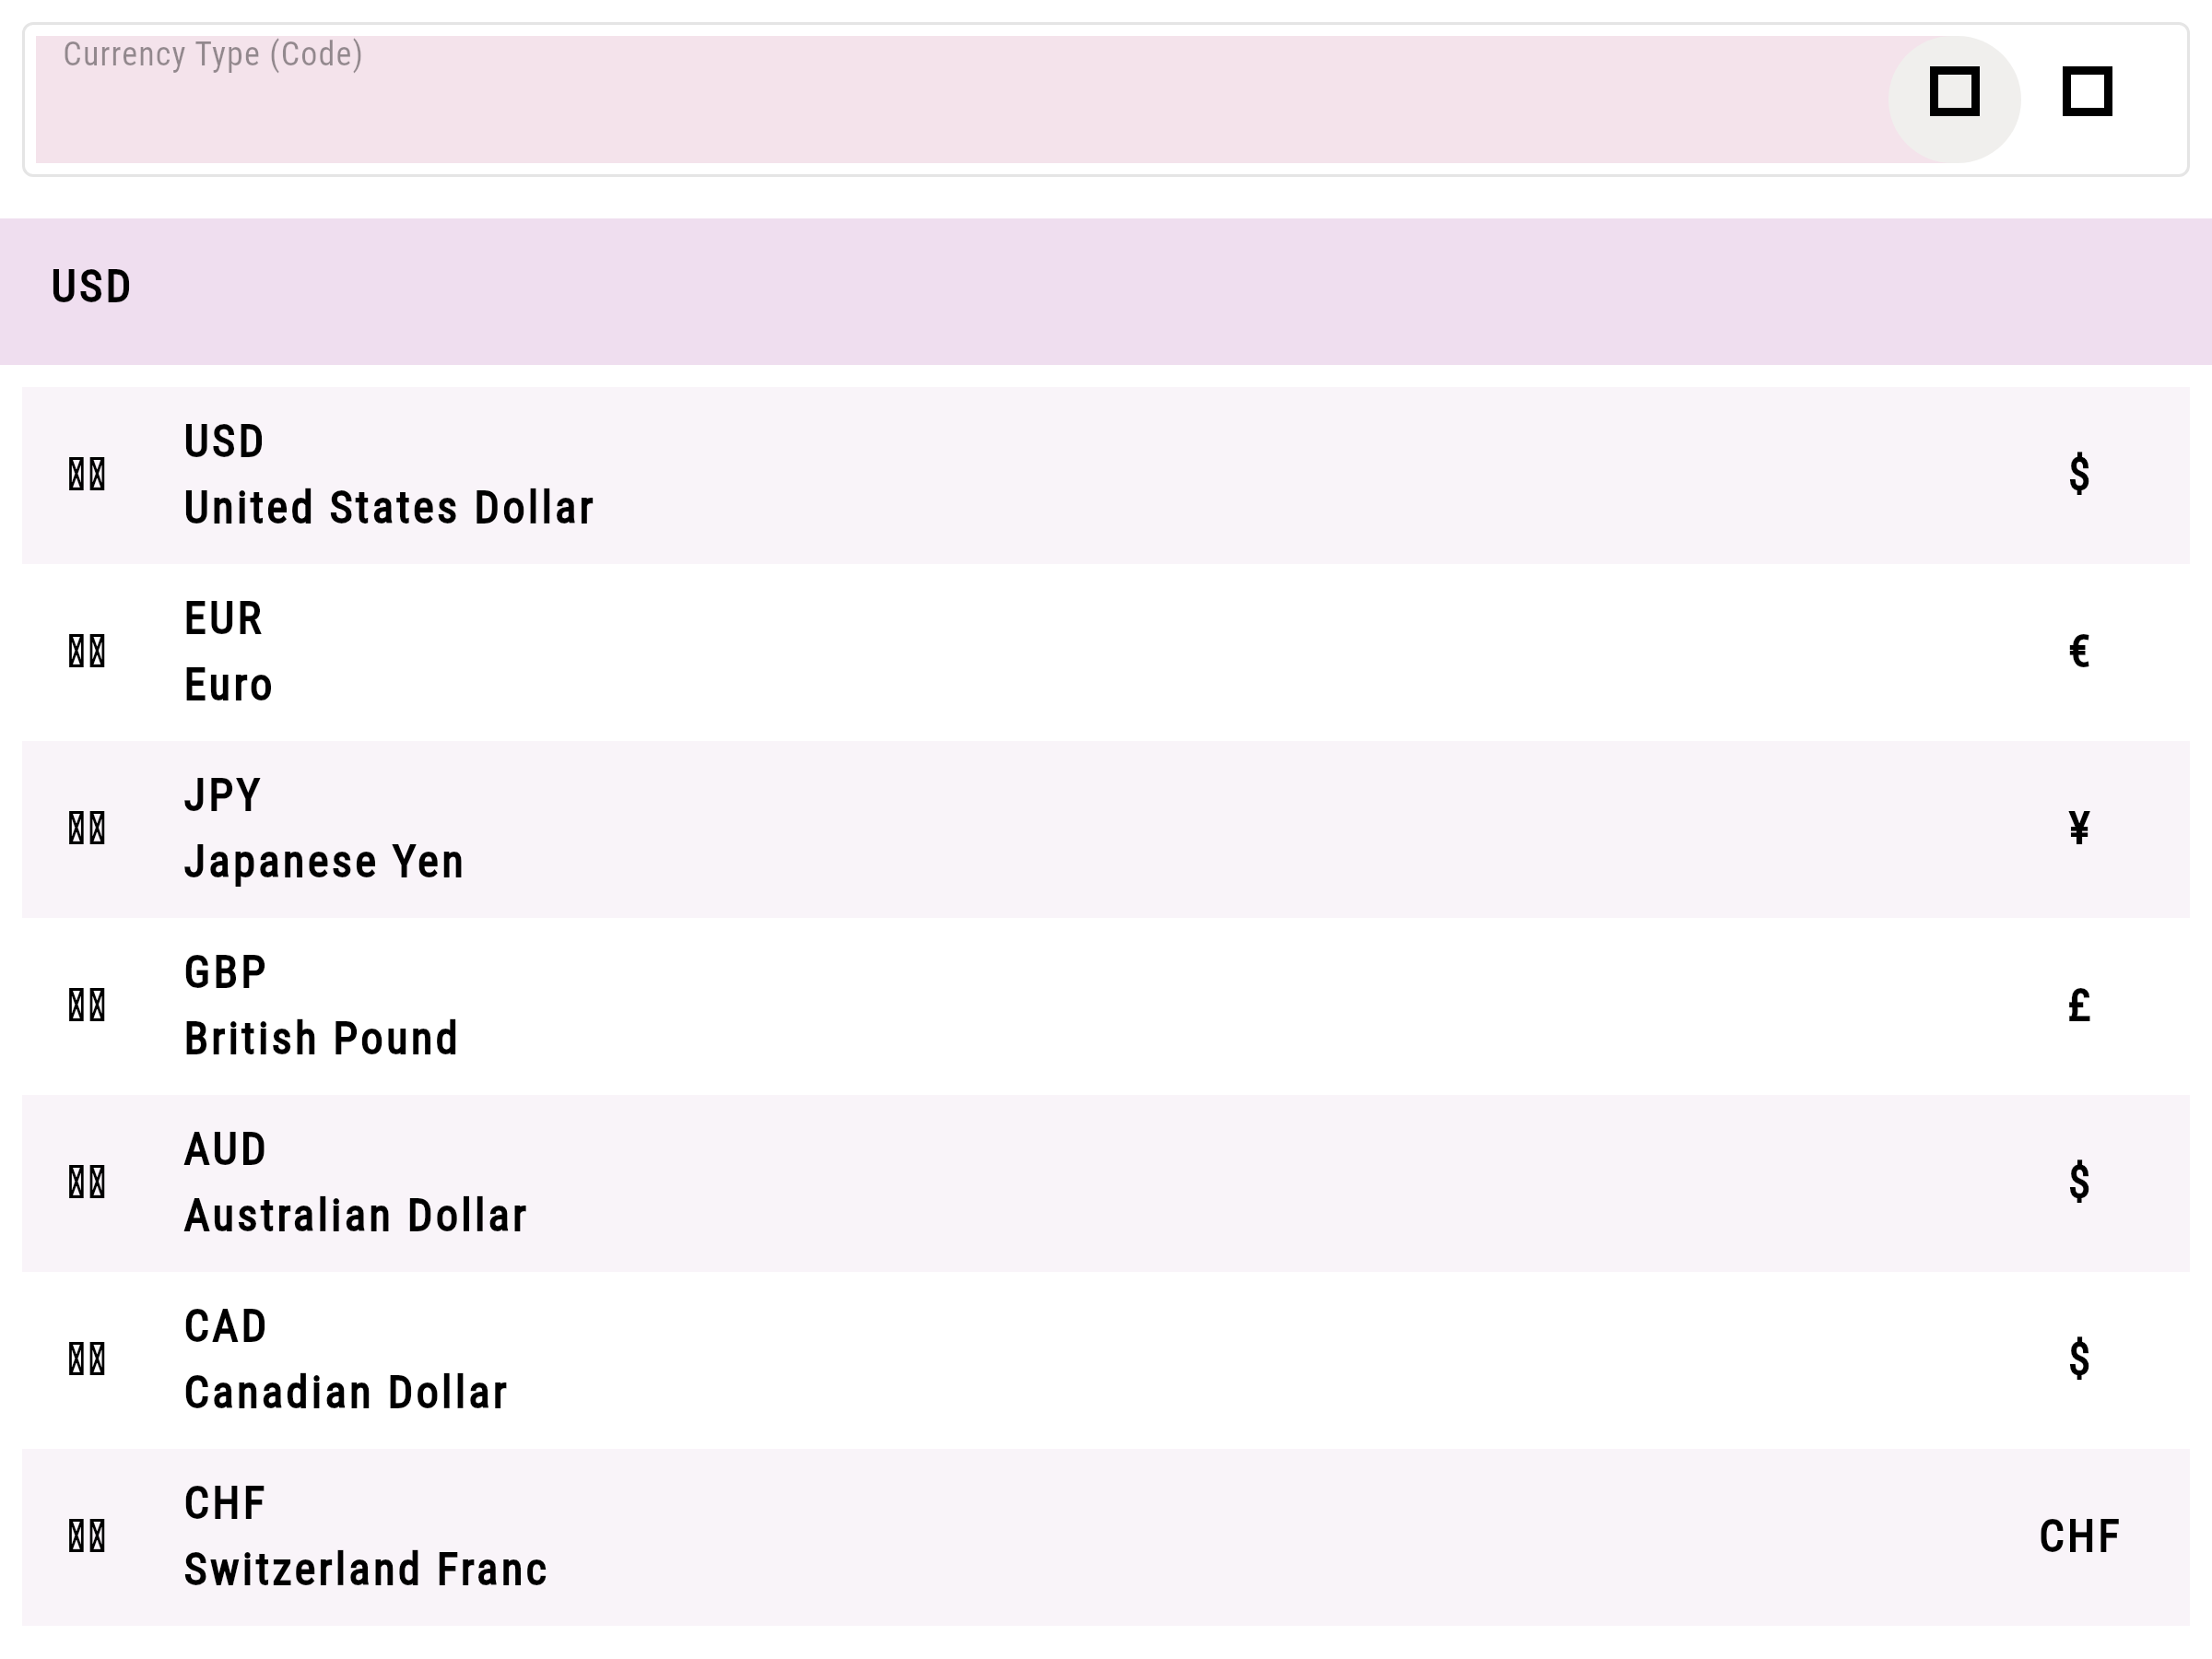 Currency Type (Code)
USD
USD
United States Dollar
$
EUR
Euro
€
JPY
Japanese Yen
¥
GBP
British Pound
£
AUD
Australian Dollar
$
CAD
Canadian Dollar
$
CHF
Switzerland Franc
CHF